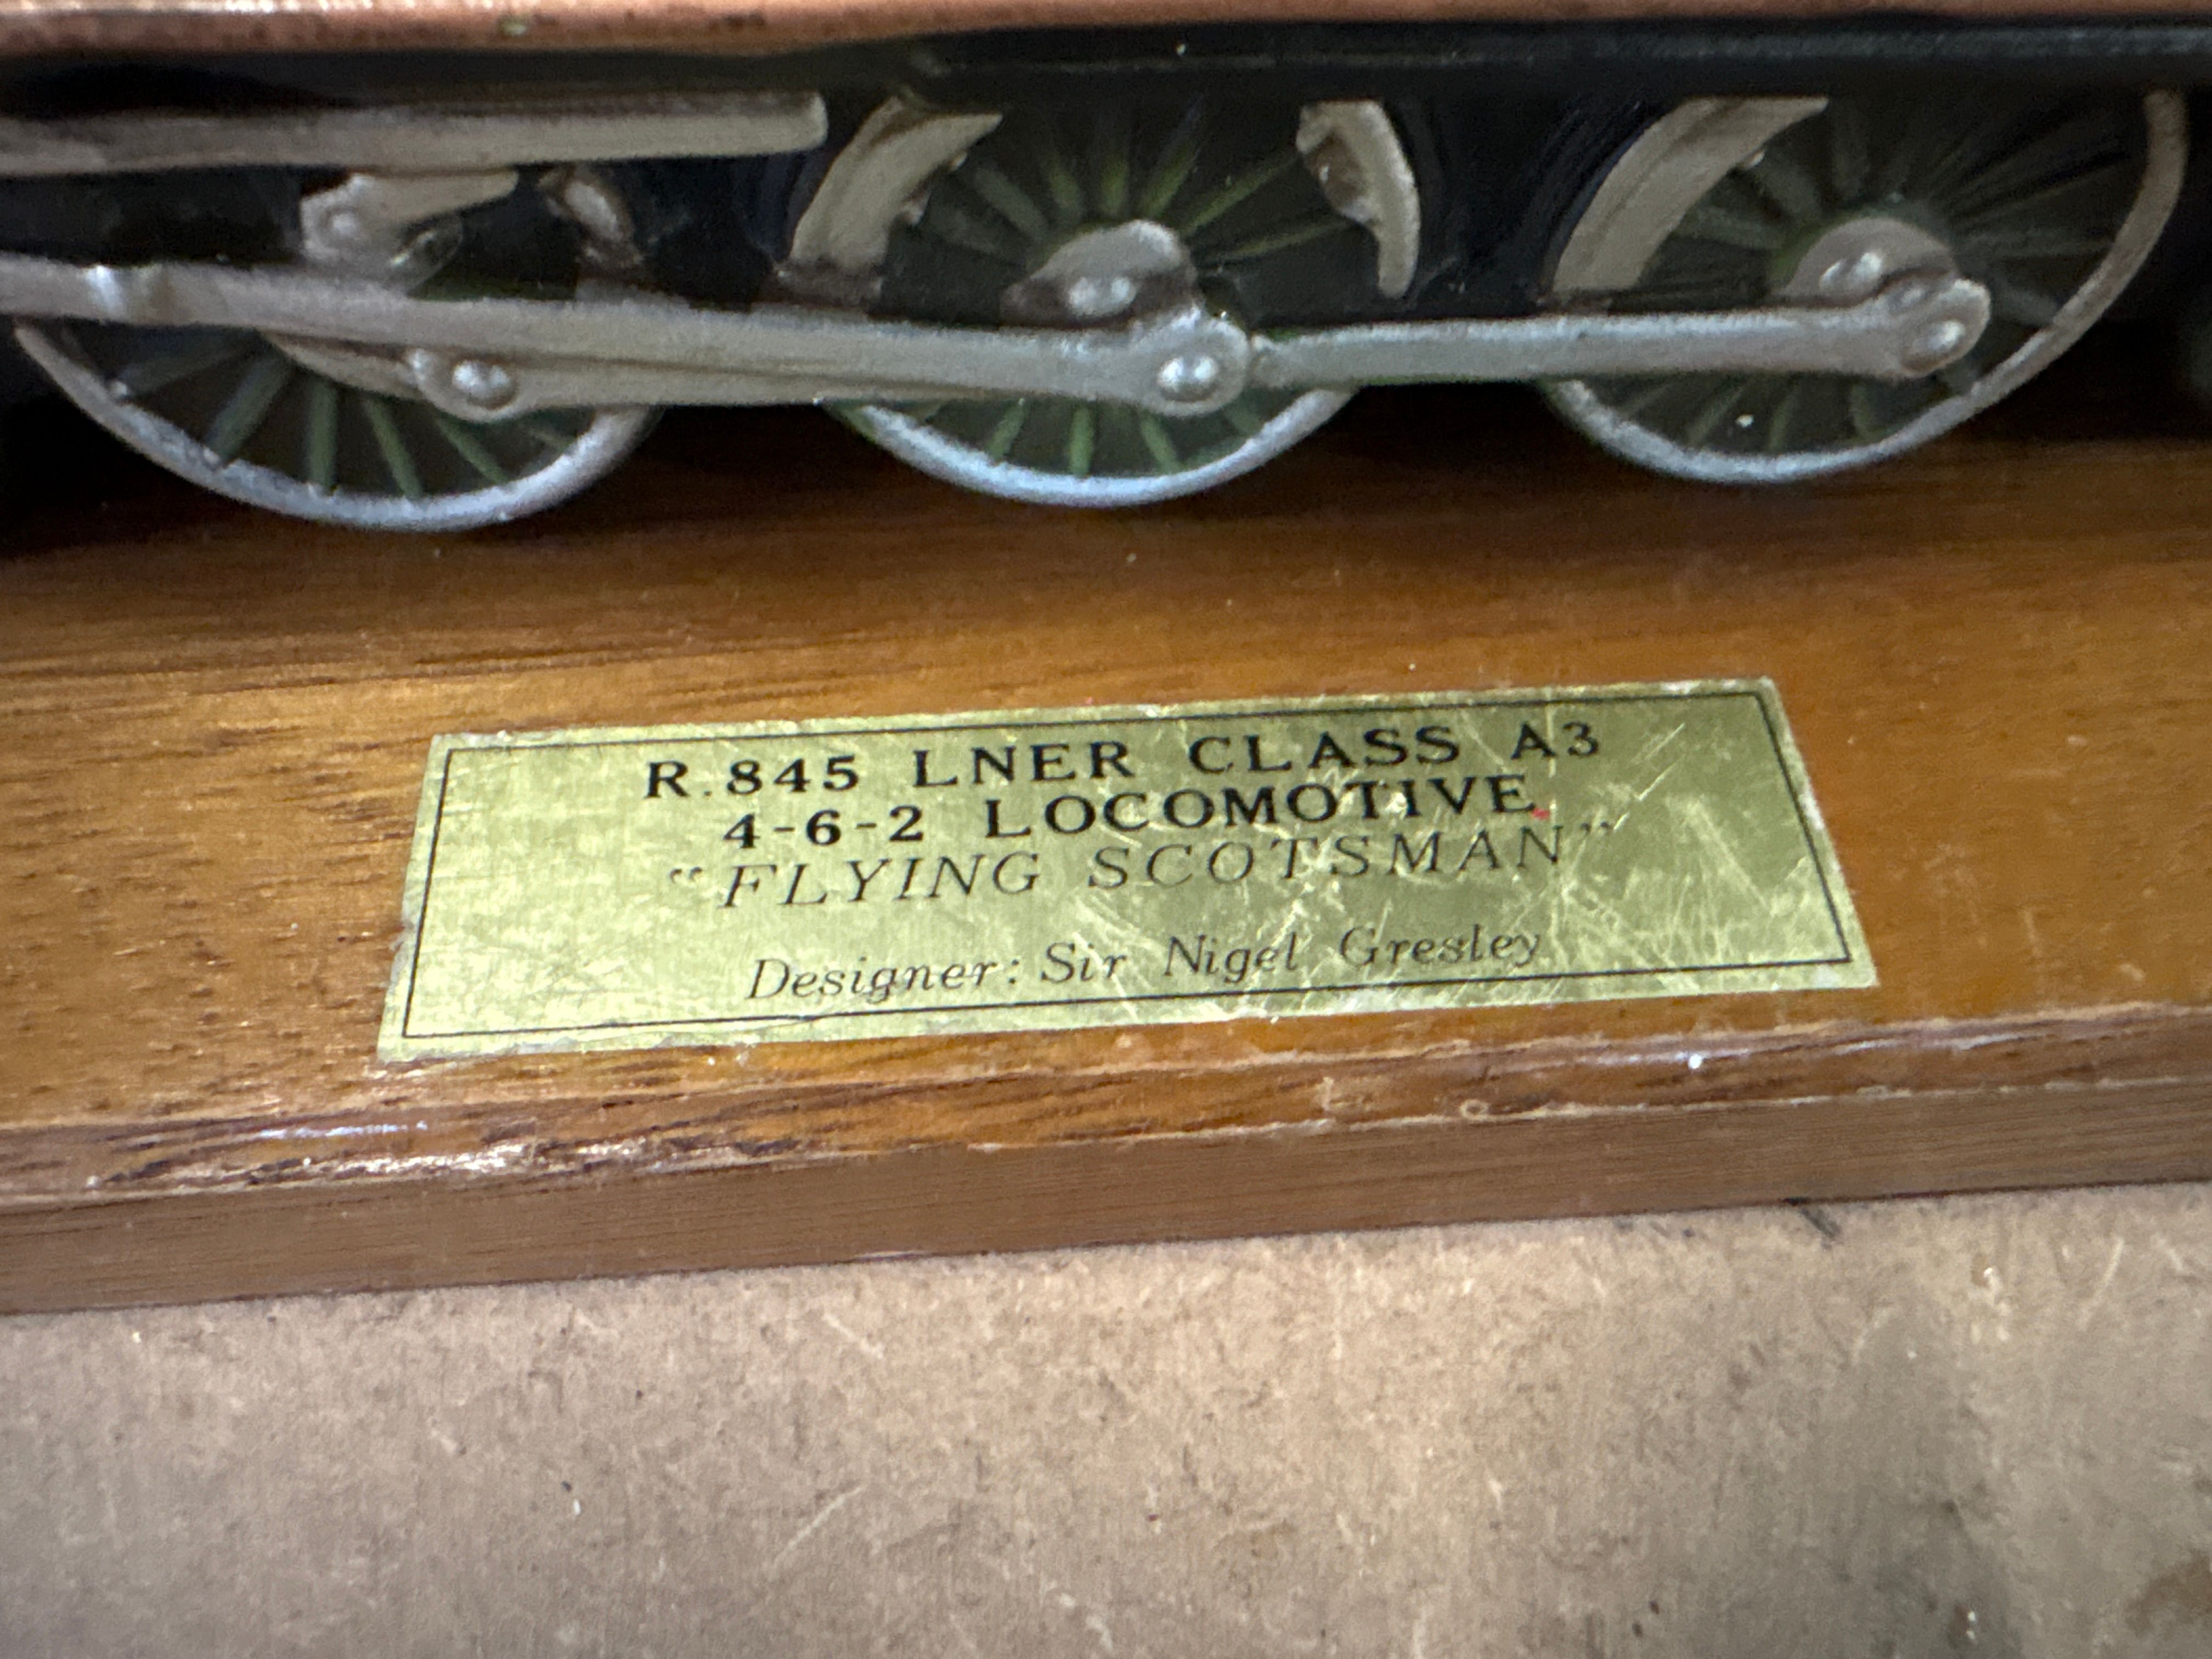 R.845 LNER CLASS A3
4-6-2 LOCOMOTIVE
"FLYING SCOTSMAN"
Designer: Sir Nigel Gresley